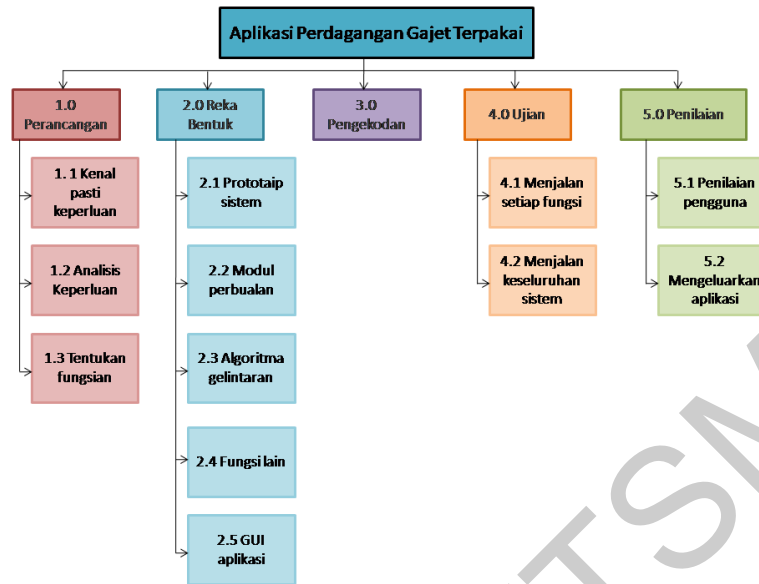 Aplikasi Perdagangan Gajet Terpakai
1.0
Perancangan
2.0 Reka
Bentuk
3.0
Pengekodan
4.0 Ujian
5.0 Penilaian
1. 1 Kenal
pasti
keperluan
1.2 Analisis
Keperluan
1.3 Tentukan
fungsian
2.1 Prototaip
sistem
2.2 Modul
perbualan
2.3 Algoritma
gelintaran
2.4 Fungsi lain
2.5 GUI
aplikasi
4.1 Menjalan
setiap fungsi
4.2 Menjalan
keseluruhan
sistem
5.1 Penilaian
pengguna
5.2
Mengeluarkan
aplikasi
TSM